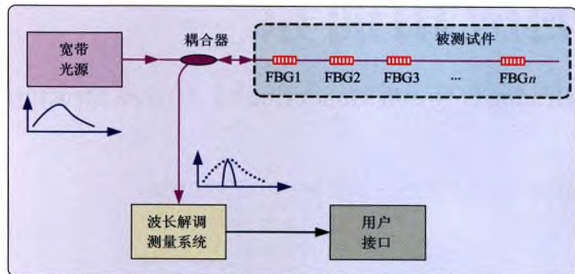 宽带
光源
耦合器
被测试件
FBG1 FBG2 FBG3 ... FBGn
波长解调
测量系统
用户
接口